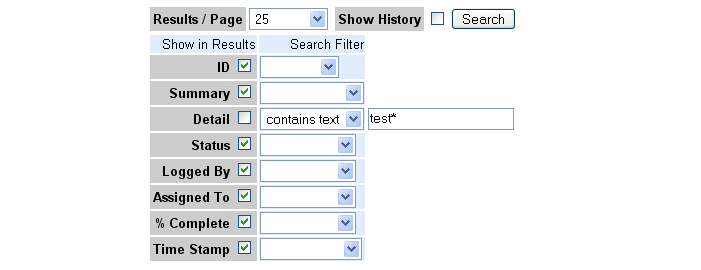 Results / Page 25 Show History Search
Show in Results Search Filter
ID
Summary
Detail contains text test*
Status
Logged By
Assigned To
% Complete
Time Stamp